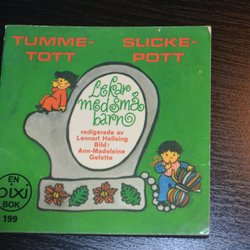 TUMME-
TOTT
SLICKE-
POTT
Lekar
med små
barn
redigerade av
Lennart Hellsing
Bild:
Ann-Madeleine
Gelotte
EN
pixi
BOK
199